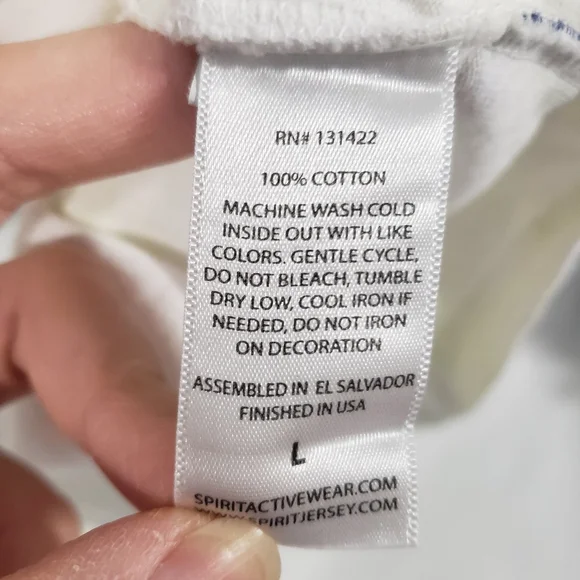 RN# 131422
100% COTTON
MACHINE WASH COLD
INSIDE OUT WITH LIKE
COLORS. GENTLE CYCLE,
DO NOT BLEACH, TUMBLE
DRY LOW, COOL IRON IF
NEEDED, DO NOT IRON
ON DECORATION
ASSEMBLED IN EL SALVADOR
FINISHED IN USA
L
SPIRITACTIVEWEAR.COM
WWW.SPIRITJERSEY.COM